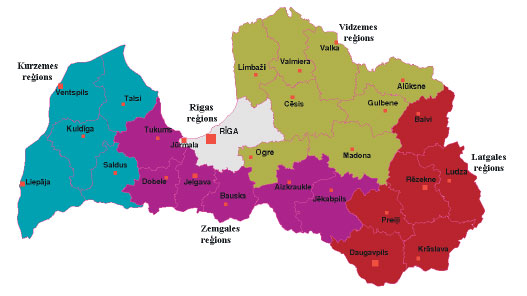 Vidzemes
reģions
Valka
Valmiera
Limbaži
Kurzemes
reģions
Alūksne
Ventspils
Talsi
Cēsis
Gulbene
Rīgas
reģions
Balvi
Kuldīga
Tukums
RĪGA
Jūrmala
Ogre
Madona
Latgales
reģions
Saldus
Liepāja
Dobele
Jelgava
Aizkraukle
Rēzekne
Ludza
Bauska
Jēkabpils
Preiļi
Zemgales
reģions
Daugavpils
Krāslava